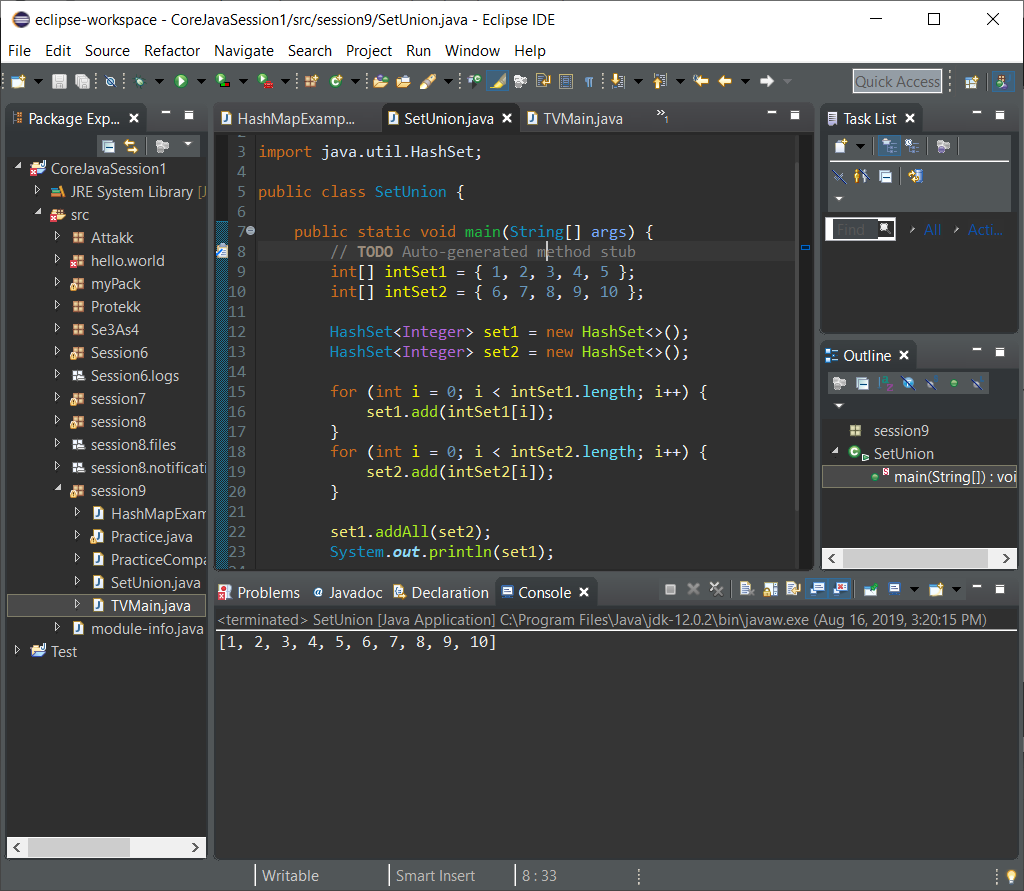 eclipse-workspace - CoreJavaSession1/src/session9/SetUnion.java - Eclipse IDE
File Edit Source Refactor Navigate Search Project Run Window Help
Quick Access
Package Exp...
CoreJavaSession1
JRE System Library [J
src
Attakk
hello.world
myPack
Protekk
Se3As4
Session6
Session6.logs
session7
session8
session8.files
session8.notificati
session9
HashMapExam
Practice.java
PracticeCompa
SetUnion.java
TVMain.java
module-info.java
Test
HashMapExamp... SetUnion.java TVMain.java »1
3 import java.util.HashSet;
4
5 public class SetUnion {
6
7 public static void main(String[] args) {
8 // TODO Auto-generated method stub
9 int[] intSet1 = { 1, 2, 3, 4, 5 };
10 int[] intSet2 = { 6, 7, 8, 9, 10 };
11
12 HashSet<Integer> set1 = new HashSet<>();
13 HashSet<Integer> set2 = new HashSet<>();
14
15 for (int i = 0; i < intSet1.length; i++) {
16 set1.add(intSet1[i]);
17 }
18 for (int i = 0; i < intSet2.length; i++) {
19 set2.add(intSet2[i]);
20 }
21
22 set1.addAll(set2);
23 System.out.println(set1);
Task List
Find All Acti...
Outline
session9
SetUnion
main(String[]) : voi
Problems @ Javadoc Declaration Console
<terminated> SetUnion [Java Application] C:\Program Files\Java\jdk-12.0.2\bin\javaw.exe (Aug 16, 2019, 3:20:15 PM)
[1, 2, 3, 4, 5, 6, 7, 8, 9, 10]
Writable Smart Insert 8 : 33